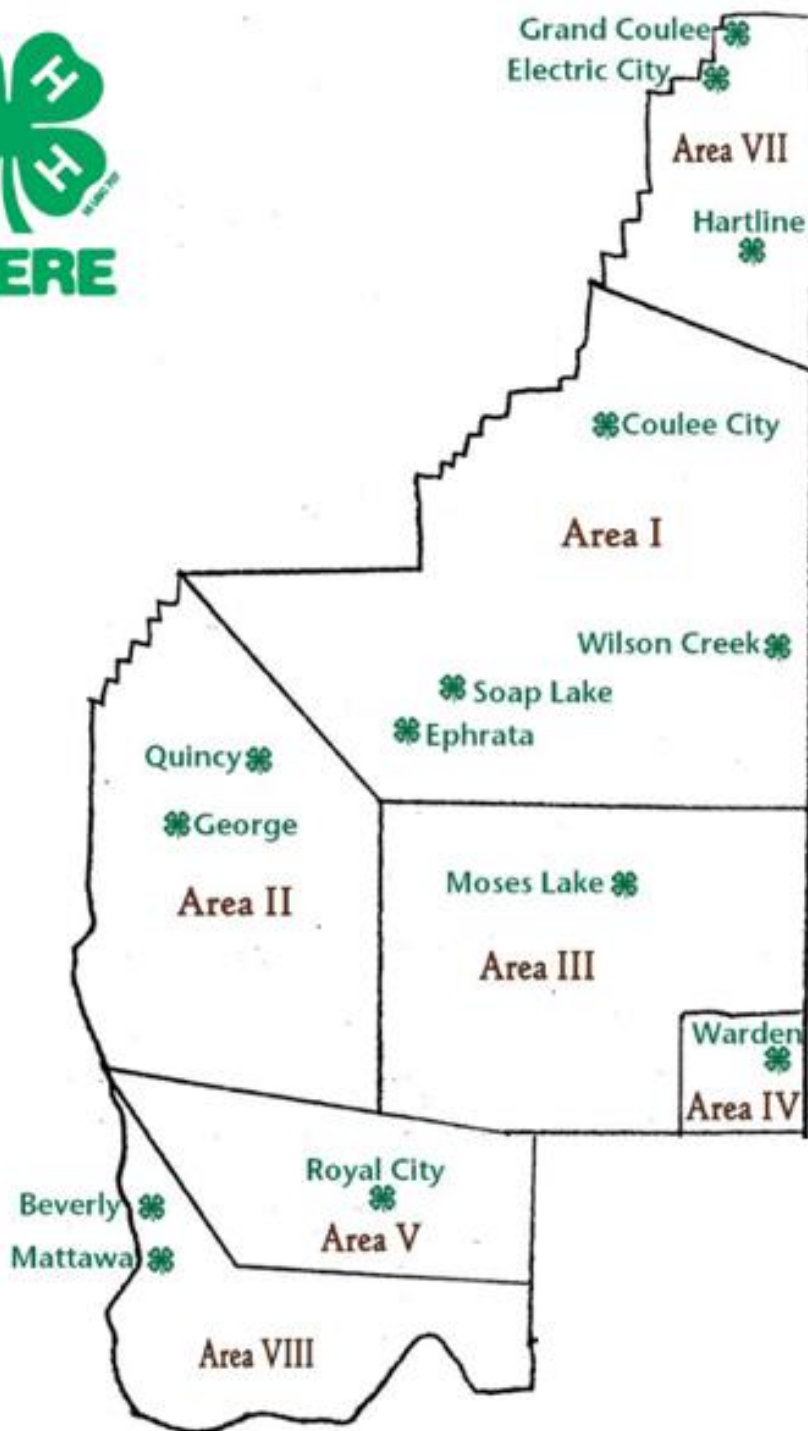 Grand Coulee
Electric City
Area VII
H
H
Hartline
ERE
Coulee City
Area I
Wilson Creek
Soap Lake
Ephrata
Quincy
George
Area II
Moses Lake
Area III
Warden
Area IV
Royal City
Area V
Beverly
Mattawa
Area VIII